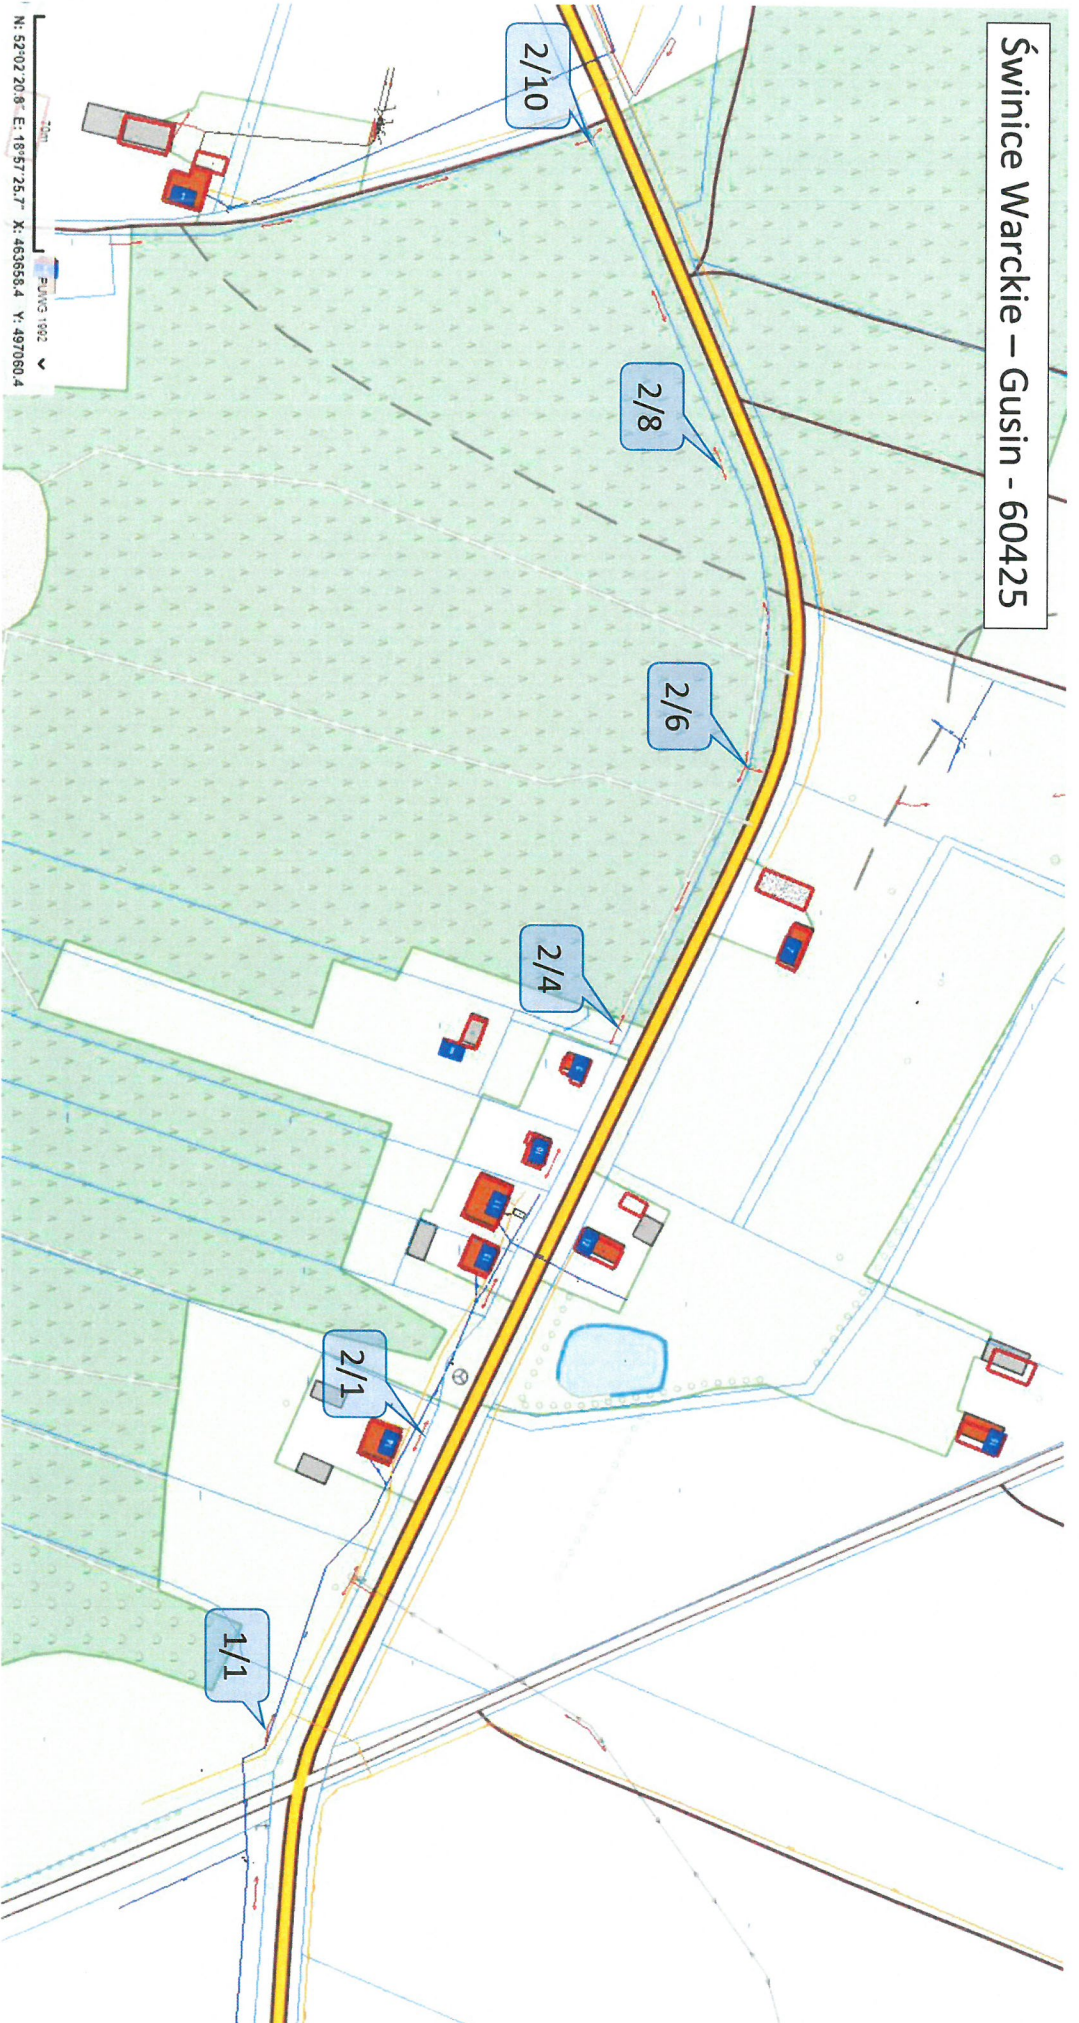 Świnice Warckie – Gusin - 60425
2/10
2/8
2/6
2/4
2/1
1/1
70m
PUWG 1992
N: 52°02'20.8" E: 18°57'25.7" X: 463658.4 Y: 497060.4